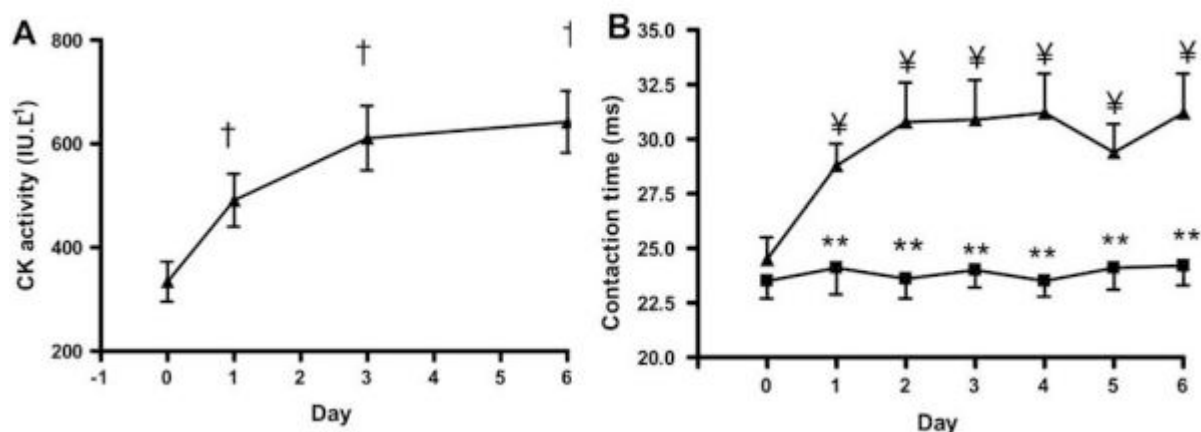 A
800
600
400
200
CK activity (IU.L¹)
†
†
†
-1 0 1 3 4 5 6
Day
B
35.0
32.5
30.0
27.5
25.0
22.5
20.0
Contaction time (ms)
¥ ¥ ¥ ¥ ¥ ¥
** ** ** ** ** **
0 1 2 3 4 5 6
Day